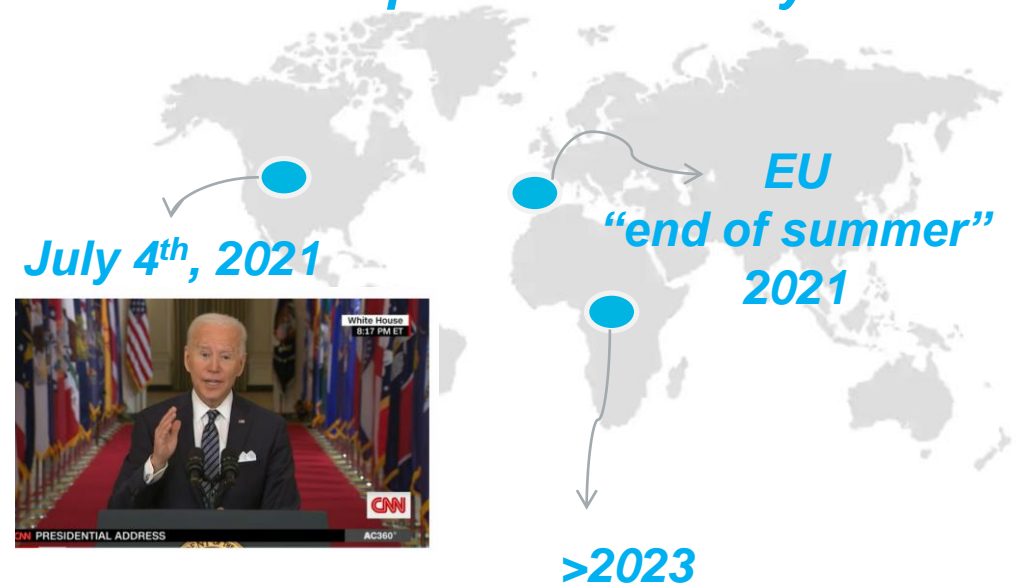 July 4th, 2021
EU
“end of summer”
2021
White House
8:17 PM ET
CNN
CNN PRESIDENTIAL ADDRESS
AC360°
>2023